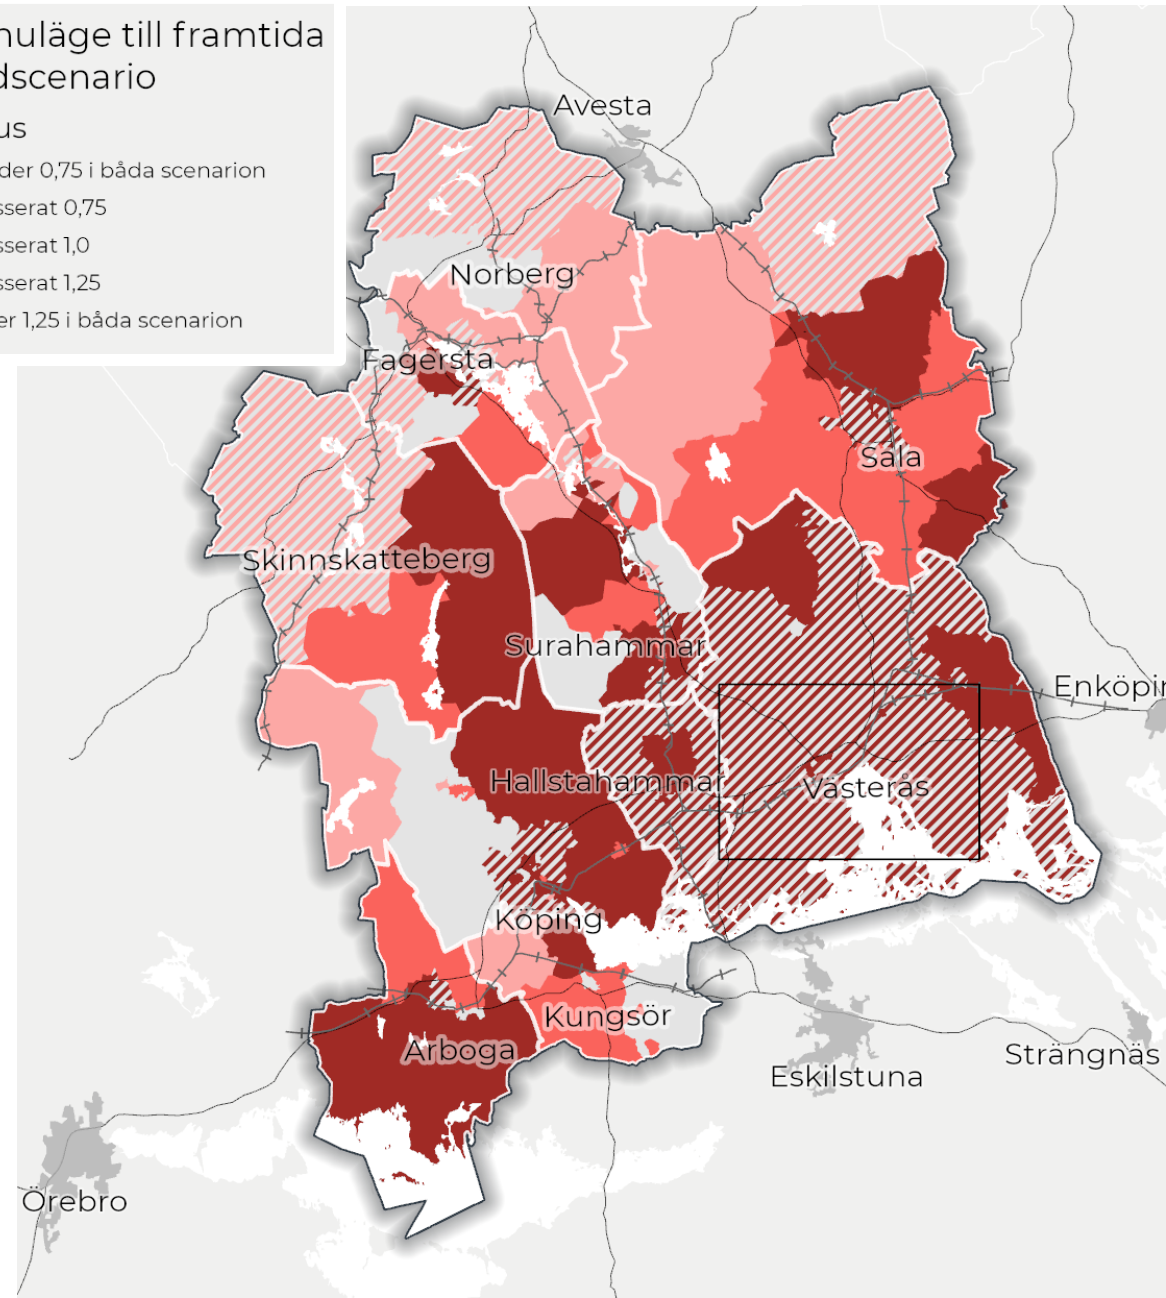 nuläge till framtida
dscenario
us
der 0,75 i båda scenarion
sserat 0,75
sserat 1,0
sserat 1,25
er 1,25 i båda scenarion
Avesta
Norberg
Fagersta
Sala
Skinnskatteberg
Surahammar
Enköpin
Hallstahammar
Västerås
Köping
Kungsör
Arboga
Strängnäs
Eskilstuna
Örebro